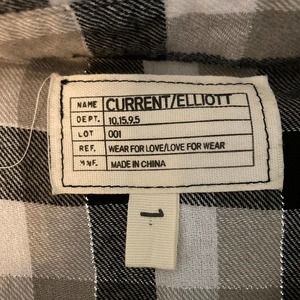 NAME CURRENT/ELLIOTT
DEPT. 10.15.9.5
LOT 001
REF. WEAR FOR LOVE/LOVE FOR WEAR
MNF. MADE IN CHINA
1